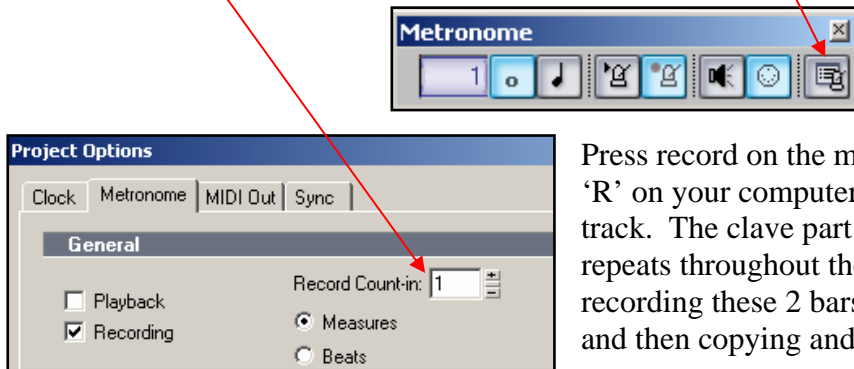 Metronome
1
Project Options
Clock Metronome MIDI Out Sync
General
Record Count-in: 1
Playback
Recording
Measures
Beats
Press record on the m
‘R’ on your computer
track. The clave part
repeats throughout th
recording these 2 bars
and then copying and